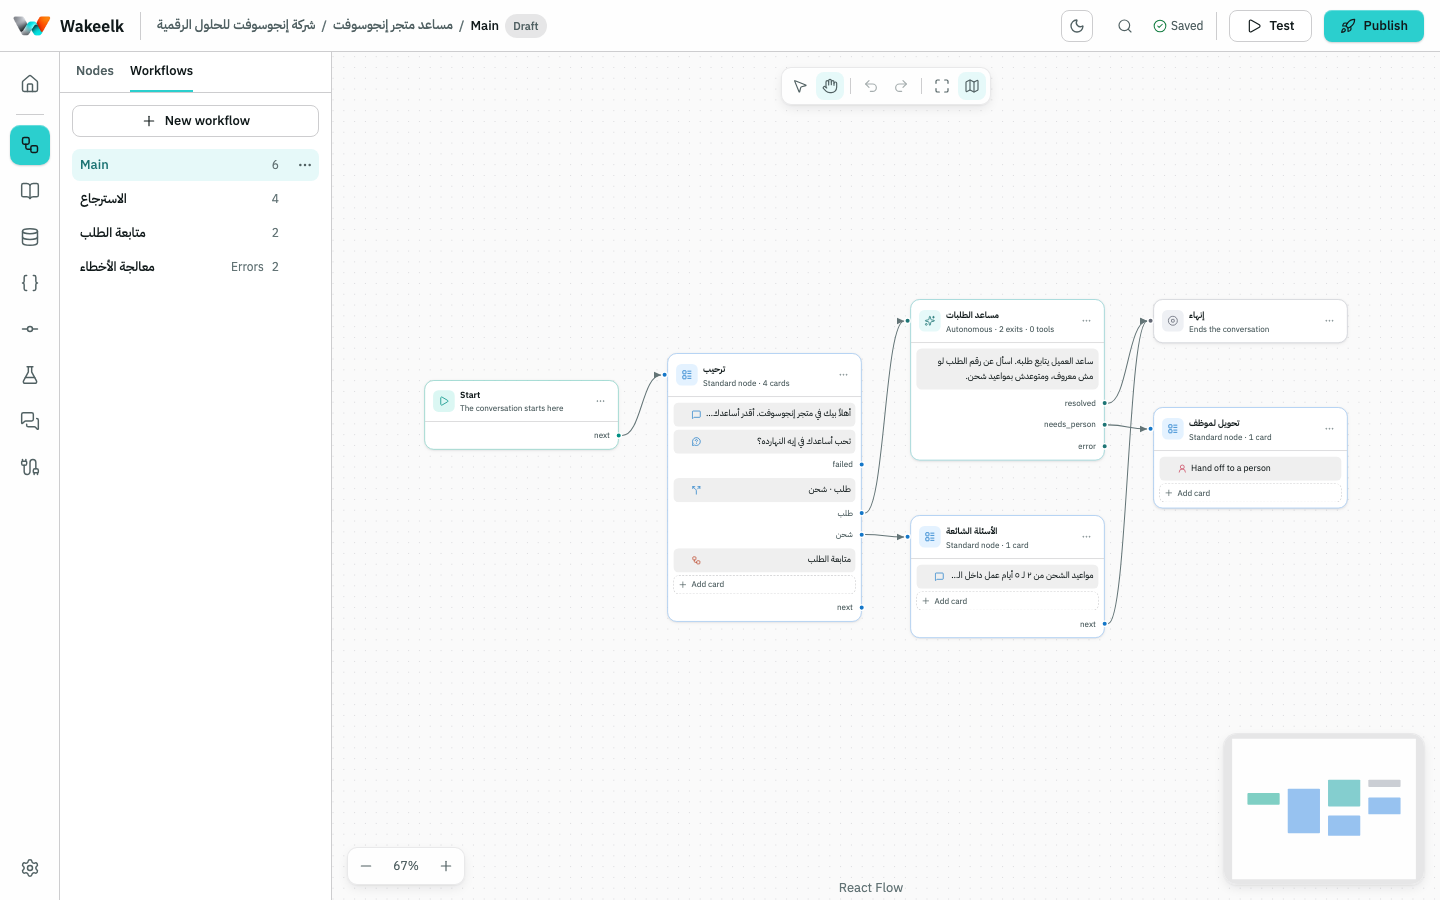 Wakeelk
شركة إنجوسوفت للحلول الرقمية / مساعد متجر إنجوسوفت / Main Draft
Saved
Test
Publish
Nodes
Workflows
New workflow
Main 6
الاسترجاع 4
متابعة الطلب 2
معالجة الأخطاء Errors 2
Start
The conversation starts here
next
ترحيب
Standard node · 4 cards
أهلاً بيك في متجر إنجوسوفت. أقدر أساعدك...
تحب أساعدك في إيه النهارده؟
failed
طلب · شحن
طلب
شحن
متابعة الطلب
Add card
next
مساعد الطلبات
Autonomous · 2 exits · 0 tools
ساعد العميل يتابع طلبه. اسأل عن رقم الطلب لو
مش معروف، ومتوعدش بمواعيد شحن.
resolved
needs_person
error
الأسئلة الشائعة
Standard node · 1 card
مواعيد الشحن من ٢ لـ ٥ أيام عمل داخل الـ...
Add card
next
إنهاء
Ends the conversation
تحويل لموظف
Standard node · 1 card
Hand off to a person
Add card
67%
React Flow